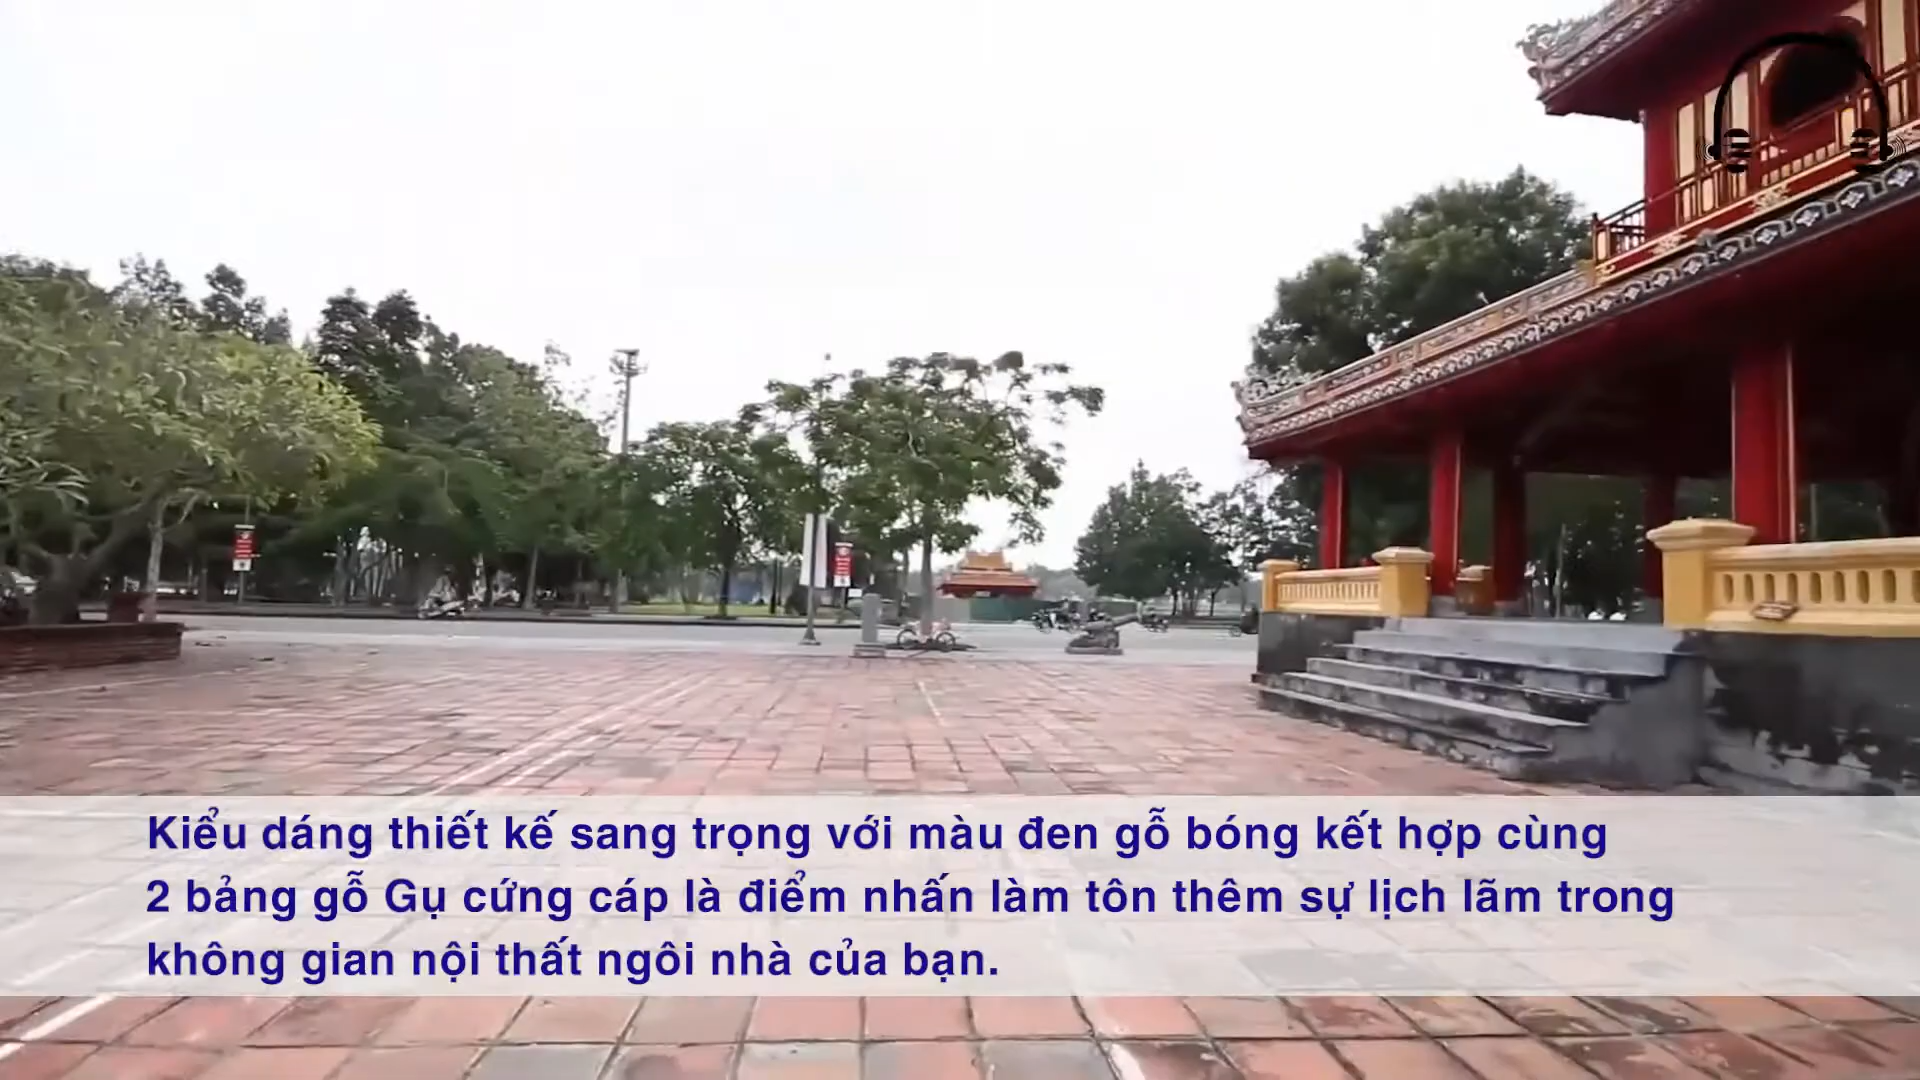 Kiểu dáng thiết kế sang trọng với màu đen gỗ bóng kết hợp cùng
2 bảng gỗ Gụ cứng cáp là điểm nhấn làm tôn thêm sự lịch lãm trong
không gian nội thất ngôi nhà của bạn.